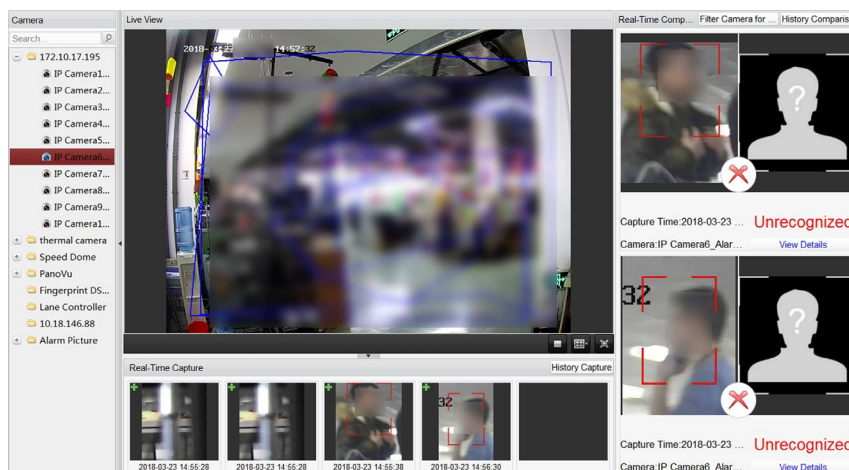 Camera
Search...
172.10.17.195
IP Camera1...
IP Camera2...
IP Camera3...
IP Camera4...
IP Camera5...
IP Camera6...
IP Camera7...
IP Camera8...
IP Camera9...
IP Camera1...
thermal camera
Speed Dome
PanoVu
Fingerprint DS...
Lane Controller
10.18.146.88
Alarm Picture
Live View
14:57:32
Real-Time Capture
History Capture
2018-03-23 14:55:28
2018-03-23 14:55:28
2018-03-23 14:55:38
32
2018-03-23 14:56:30
Real-Time Comp...
Filter Camera for ...
History Comparis
?
Capture Time:2018-03-23 ...
Unrecognized
Camera:IP Camera6_Alar...
View Details
32
?
Capture Time:2018-03-23 ...
Unrecognized
Camera:IP Camera6_Alar...
View Details